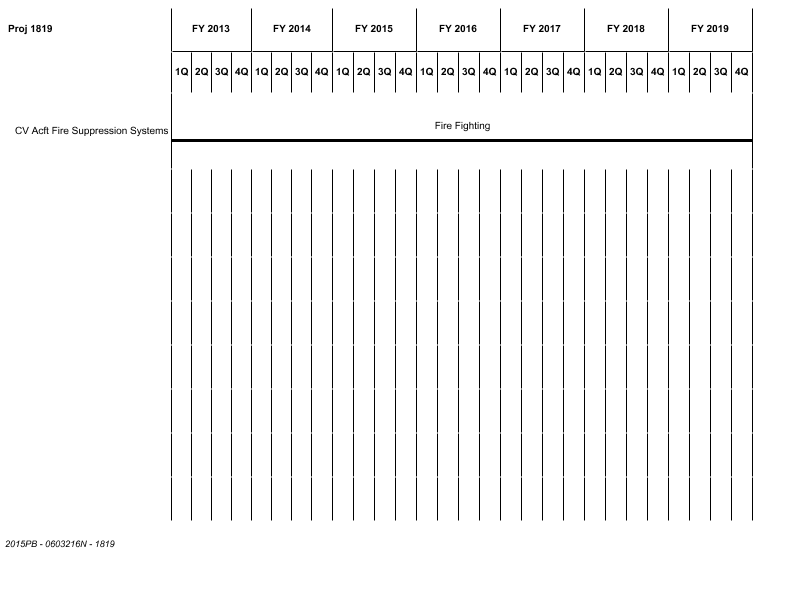 Proj 1819 FY 2013 FY 2014 FY 2015 FY 2016 FY 2017 FY 2018 FY 2019
1Q 2Q 3Q 4Q 1Q 2Q 3Q 4Q 1Q 2Q 3Q 4Q 1Q 2Q 3Q 4Q 1Q 2Q 3Q 4Q 1Q 2Q 3Q 4Q 1Q 2Q 3Q 4Q
Fire Fighting
CV Acft Fire Suppression Systems
2015PB - 0603216N - 1819